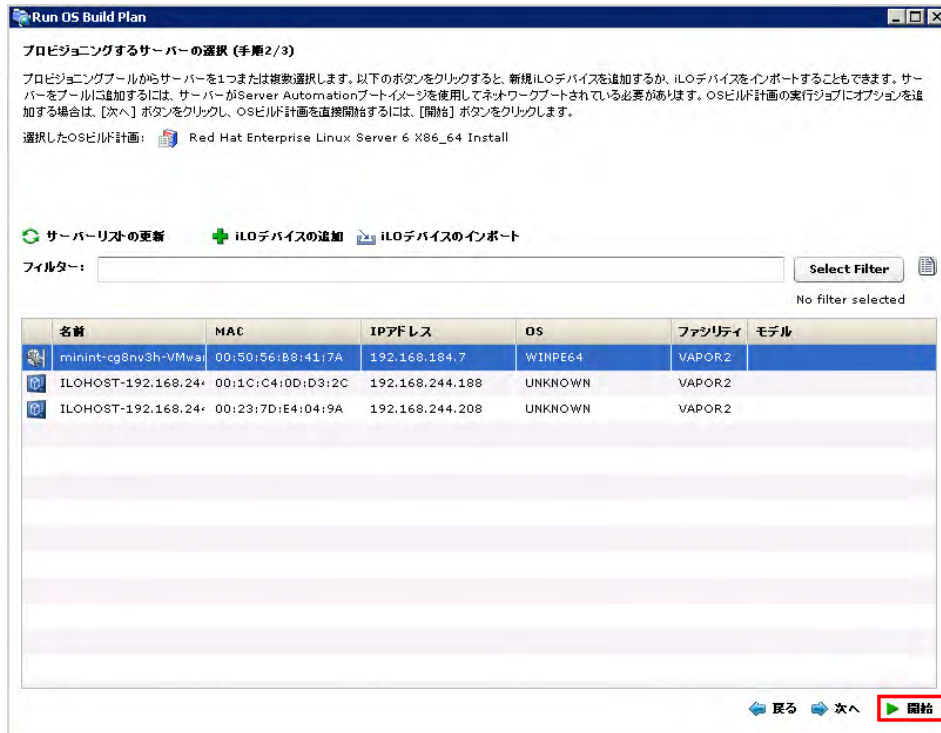 Run OS Build Plan
プロビジョニングするサーバーの選択 (手順2/3)
プロビジョニングプールからサーバーを1つまたは複数選択します。以下のボタンをクリックすると、新規iLOデバイスを追加するか、iLOデバイスをインポートすることもできます。サー
バーをプールに追加するには、サーバーがServer Automationブートイメージを使用してネットワークブートされている必要があります。OSビルド計画の実行ジョブにオプションを追
加する場合は、[次へ] ボタンをクリックし、OSビルド計画を直接開始するには、[開始] ボタンをクリックします。
選択したOSビルド計画: Red Hat Enterprise Linux Server 6 X86_64 Install
サーバーリストの更新 iLOデバイスの追加 iLOデバイスのインポート
フィルター: Select Filter
No filter selected
名前 MAC IPアドレス OS ファシリティ モデル
minint-cg8nv3h-VMwar 00:50:56:B8:41:7A 192.168.184.7 WINPE64 VAPOR2
ILOHOST-192.168.244 00:1C:C4:0D:D3:2C 192.168.244.188 UNKNOWN VAPOR2
ILOHOST-192.168.244 00:23:7D:E4:04:9A 192.168.244.208 UNKNOWN VAPOR2
戻る 次へ 開始